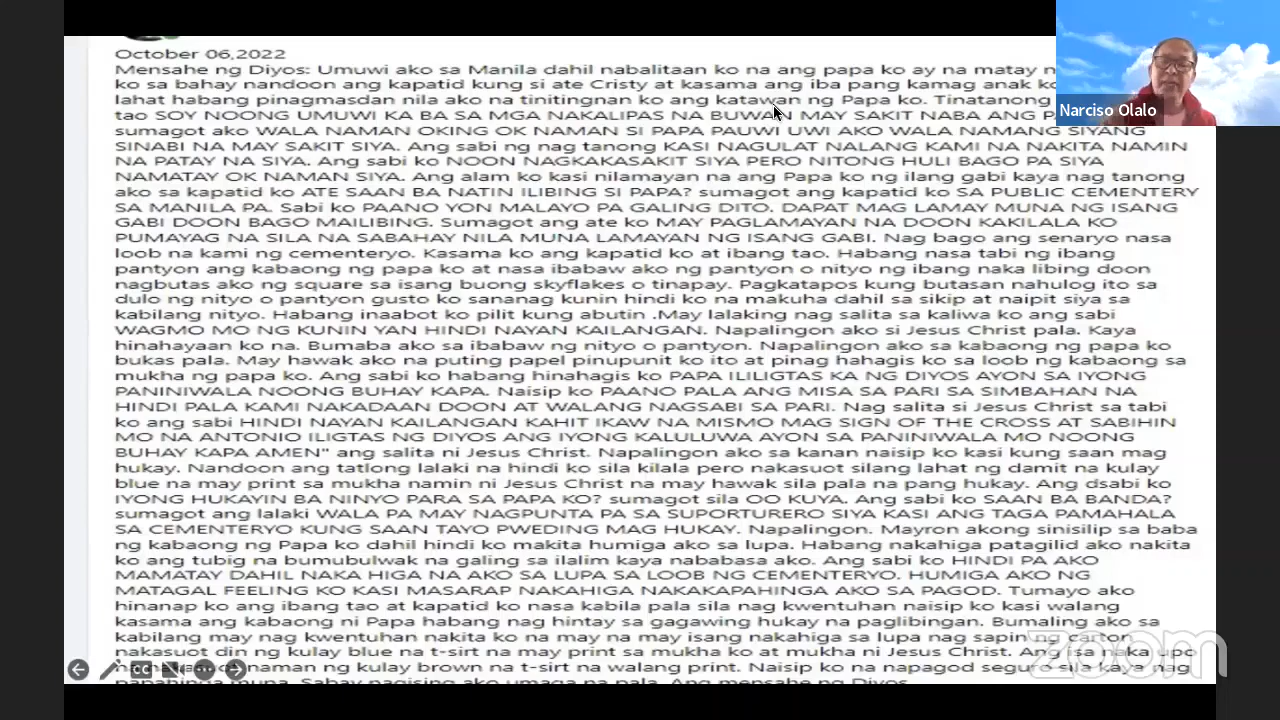 October 06,2022
Mensahe ng Diyos: Umuwi ako sa Manila dahil nabalitaan ko na ang papa ko ay na matay
ko sa bahay nandoon ang kapatid kung si ate Cristy at kasama ang iba pang kamag anak
lahat habang pinagmasdan nila ako na tinitingnan ko ang katawan ng Papa ko. Tinatanong
tao SOY NOONG UMUWI KA BA SA MGA NAKALIPAS NA BUWAN MAY SAKIT NABA ANG
sumagot ako WALA NAMAN OKING OK NAMAN SI PAPA PAUWI UWI AKO WALA NAMANG SIYANG
SINABI NA MAY SAKIT SIYA. Ang sabi ng nag tanong KASI NAGULAT NALANG KAMI NA NAKITA NAMIN
NA PATAY NA SIYA. Ang sabi ko NOON NAGKAKASAKIT SIYA PERO NITONG HULI BAGO PA SIYA
NAMATAY OK NAMAN SIYA. Ang alam ko kasi nilamayan na ang Papa ko ng ilang gabi kaya nag tanong
ako sa kapatid ko ATE SAAN BA NATIN ILIBING SI PAPA? sumagot ang kapatid ko SA PUBLIC CEMENTERY
SA MANILA PA. Sabi ko PAANO YON MALAYO PA GALING DITO. DAPAT MAG LAMAY MUNA NG ISANG
GABI DOON BAGO MAILIBING. Sumagot ang ate ko MAY PAGLAMAYAN NA DOON KAKILALA KO
PUMAYAG NA SILA NA SABAHAY NILA MUNA LAMAYAN NG ISANG GABI. Nag bago ang senaryo nasa
loob na kami ng cementeryo. Kasama ko ang kapatid ko at ibang tao. Habang nasa tabi ng ibang
pantyon ang kabaong ng papa ko at nasa ibabaw ako ng pantyon o nityo ng ibang naka libing doon
nagbutas ako ng square sa isang buong skyflakes o tinapay. Pagkatapos kung butasan nahulog ito sa
dulo ng nityo o pantyon gusto ko sananag kunin hindi ko na makuha dahil sa sikip at naipit siya sa
kabilang nityo. Habang inaabot ko pilit kung abutin .May lalaking nag salita sa kaliwa ko ang sabi
WAGMO MO NG KUNIN YAN HINDI NAYAN KAILANGAN. Napalingon ako si Jesus Christ pala. Kaya
hinahayaan ko na. Bumaba ako sa ibabaw ng nityo o pantyon. Napalingon ako sa kabaong ng papa ko
bukas pala. May hawak ako na puting papel pinupunit ko ito at pinag hahagis ko sa loob ng kabaong sa
mukha ng papa ko. Ang sabi ko habang hinahagis ko PAPA ILILIGTAS KA NG DIYOS AYON SA IYONG
PANINIWALA NOONG BUHAY KAPA. Naisip ko PAANO PALA ANG MISA SA PARI SA SIMBAHAN NA
HINDI PALA KAMI NAKADAAN DOON AT WALANG NAGSABI SA PARI. Nag salita si Jesus Christ sa tabi
ko ang sabi HINDI NAYAN KAILANGAN KAHIT IKAW NA MISMO MAG SIGN OF THE CROSS AT SABIHIN
MO NA ANTONIO ILIGTAS NG DIYOS ANG IYONG KALULUWA AYON SA PANINIWALA MO NOONG
BUHAY KAPA AMEN" ang salita ni Jesus Christ. Napalingon ako sa kanan naisip ko kasi kung saan mag
hukay. Nandoon ang tatlong lalaki na hindi ko sila kilala pero nakasuot silang lahat ng damit na kulay
blue na may print sa mukha namin ni Jesus Christ na may hawak sila pala na pang hukay. Ang dsabi ko
IYONG HUKAYIN BA NINYO PARA SA PAPA KO? sumagot sila OO KUYA. Ang sabi ko SAAN BA BANDA?
sumagot ang lalaki WALA PA MAY NAGPUNTA PA SA SUPORTURERO SIYA KASI ANG TAGA PAMAHALA
SA CEMENTERYO KUNG SAAN TAYO PWEDING MAG HUKAY. Napalingon. Mayron akong sinisilip sa baba
ng kabaong ng Papa ko dahil hindi ko makita humiga ako sa lupa. Habang nakahiga patagilid ako nakita
ko ang tubig na bumubulwak na galing sa ilalim kaya nababasa ako. Ang sabi ko HINDI PA AKO
MAMATAY DAHIL NAKA HIGA NA AKO SA LUPA SA LOOB NG CEMENTERYO. HUMIGA AKO NG
MATAGAL FEELING KO KASI MASARAP NAKAHIGA NAKAKAPAHINGA AKO SA PAGOD. Tumayo ako
hinanap ko ang ibang tao at kapatid ko nasa kabila pala sila nag kwentuhan naisip ko kasi walang
kasama ang kabaong ni Papa habang nag hintay sa gagawing hukay na paglibingan. Bumaling ako sa
kabilang may nag kwentuhan nakita ko na may na may isang nakahiga sa lupa nag sapin ng carton
nakasuot din ng kulay blue na t-sirt na may print sa mukha ko at mukha ni Jesus Christ. Ang isa naka upo
naman ng kulay brown na t-sirt na walang print. Naisip ko na napagod
muna. Sabay nagising ako umaga na pala. Ang mensahe ng Diyos
Narciso Olalo
CC
zoom